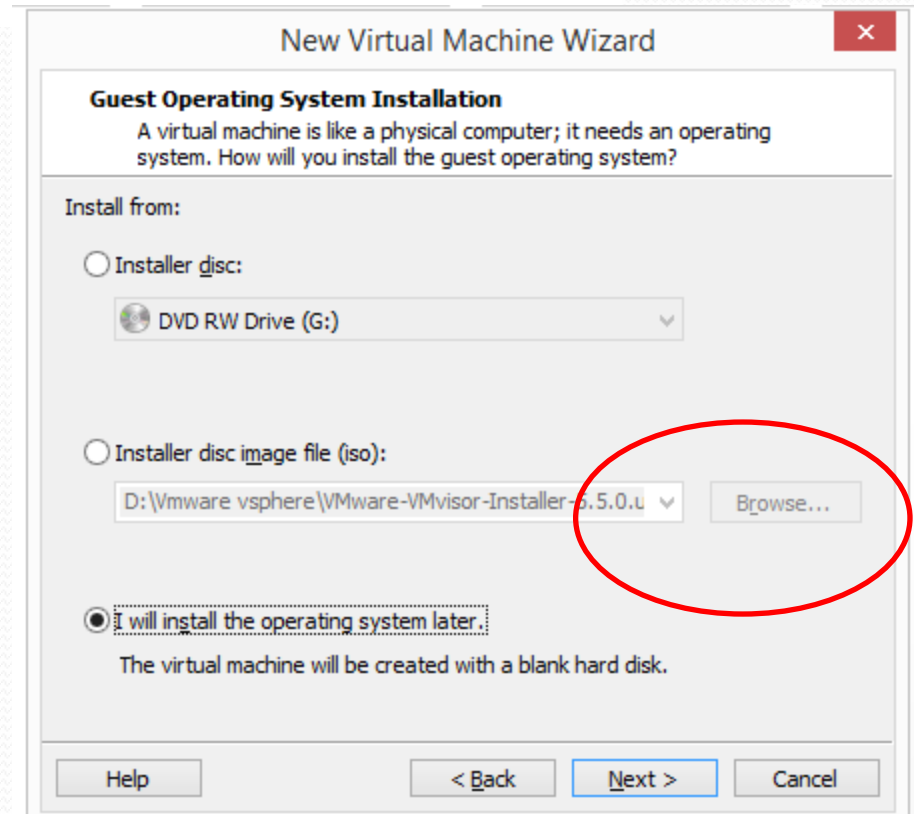 New Virtual Machine Wizard
Guest Operating System Installation
A virtual machine is like a physical computer; it needs an operating
system. How will you install the guest operating system?
Install from:
Installer disc:
DVD RW Drive (G:)
Installer disc image file (iso):
D:\Vmware vsphere\VMware-VMvisor-Installer-5.5.0.u
Browse...
I will install the operating system later.
The virtual machine will be created with a blank hard disk.
Help
< Back
Next >
Cancel